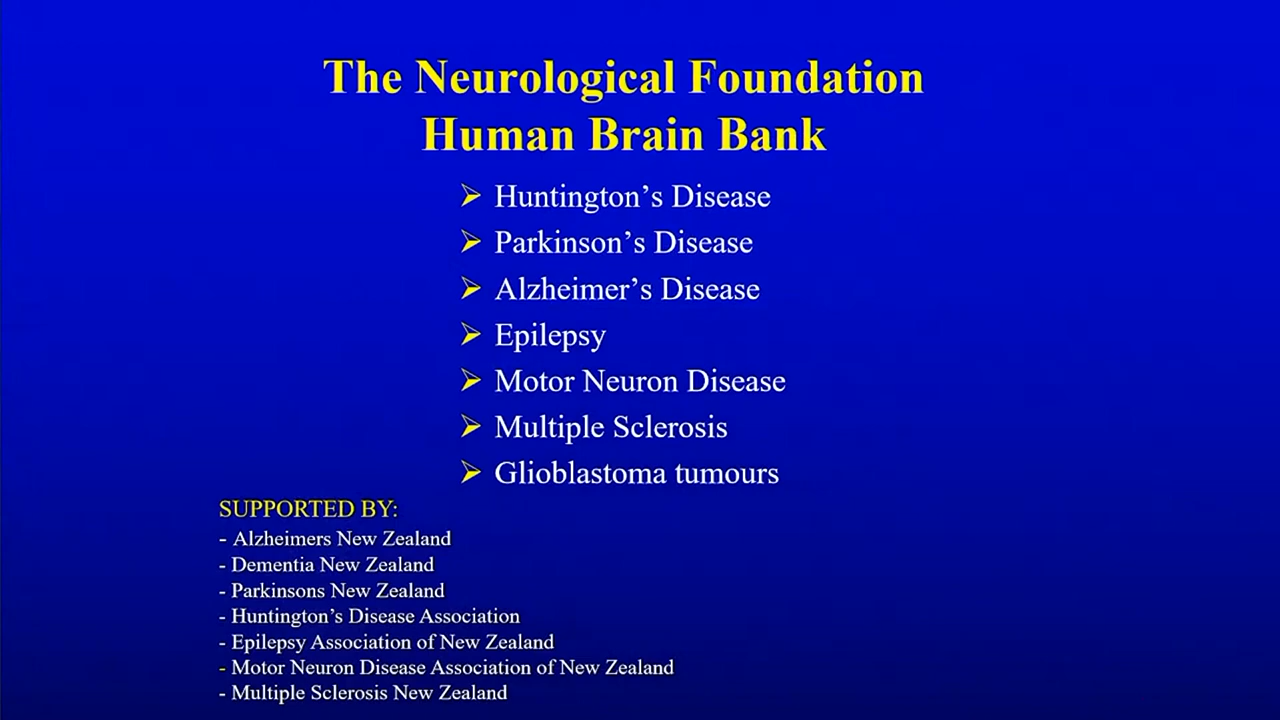 The Neurological Foundation
Human Brain Bank
➢ Huntington’s Disease
➢ Parkinson’s Disease
➢ Alzheimer’s Disease
➢ Epilepsy
➢ Motor Neuron Disease
➢ Multiple Sclerosis
➢ Glioblastoma tumours
SUPPORTED BY:
- Alzheimers New Zealand
- Dementia New Zealand
- Parkinsons New Zealand
- Huntington’s Disease Association
- Epilepsy Association of New Zealand
- Motor Neuron Disease Association of New Zealand
- Multiple Sclerosis New Zealand